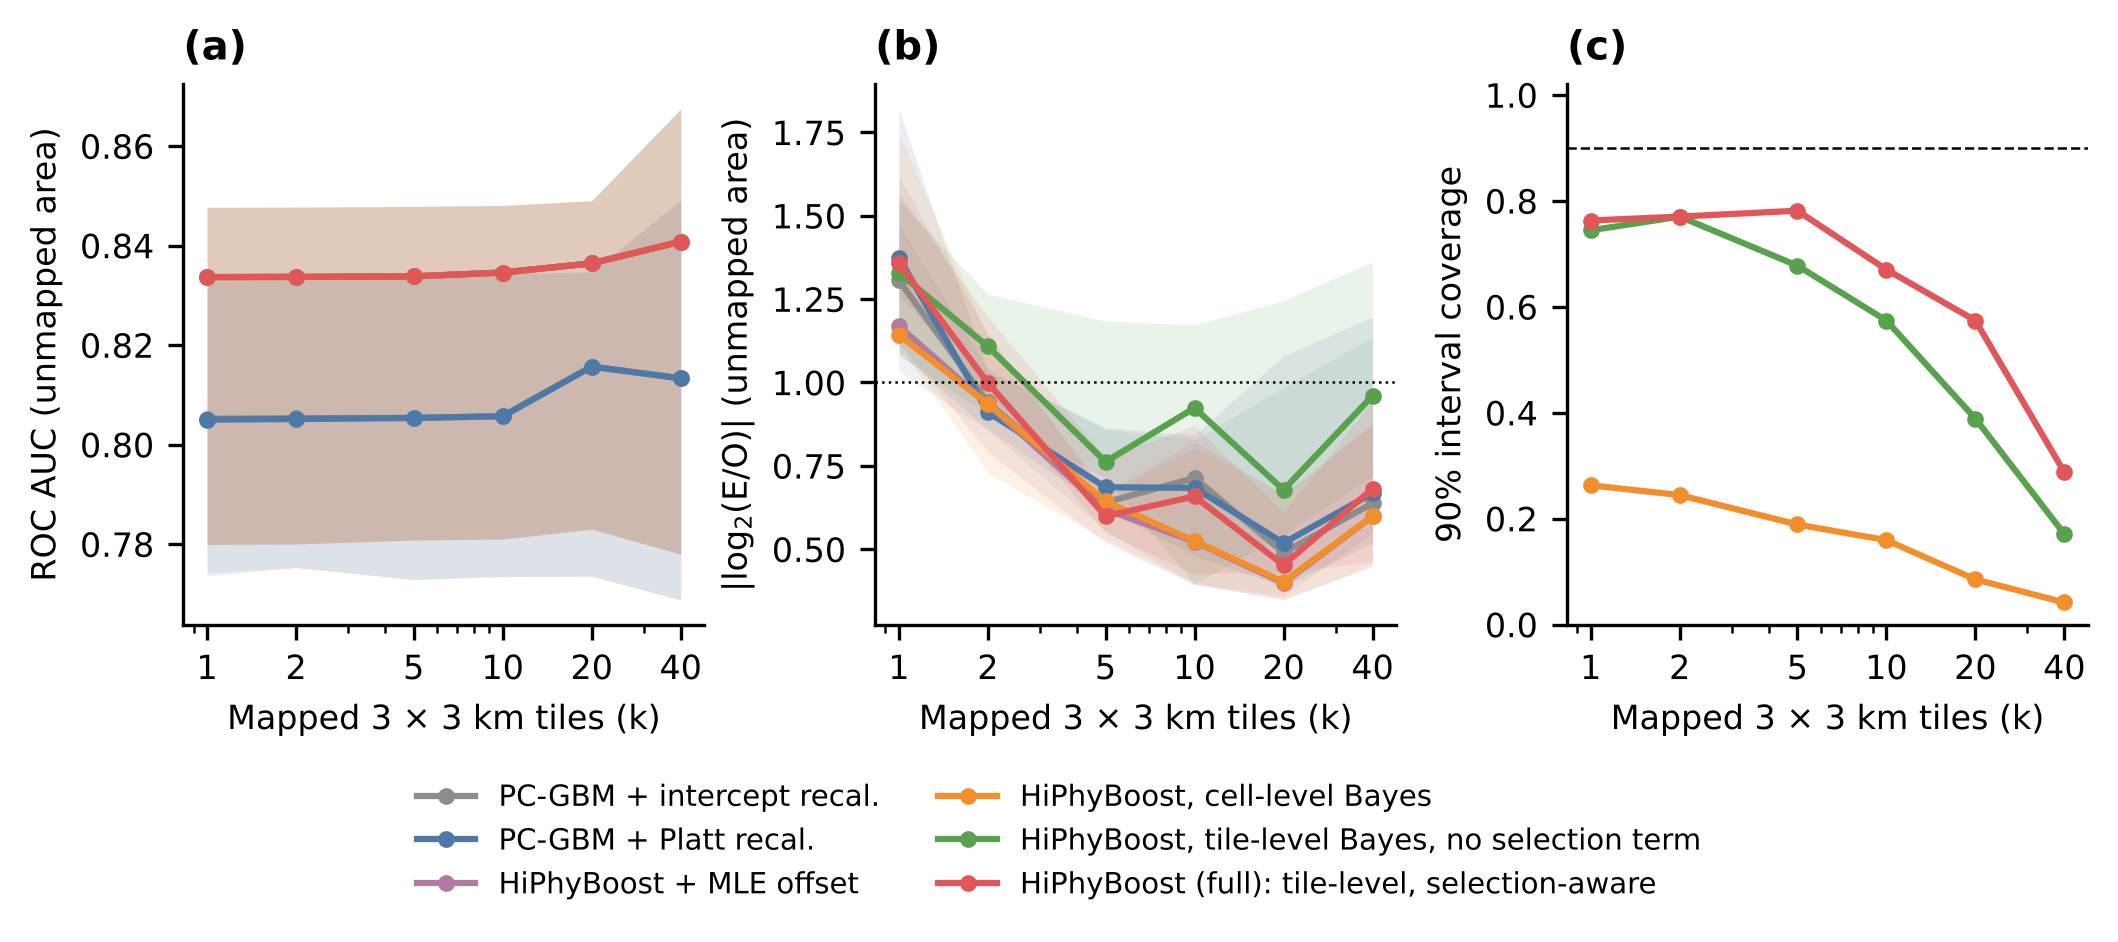 (a)
ROC AUC (unmapped area)
0.86
0.84
0.82
0.80
0.78
1 2 5 10 20 40
Mapped 3 × 3 km tiles (k)
(b)
|log₂(E/O)| (unmapped area)
1.75
1.50
1.25
1.00
0.75
0.50
1 2 5 10 20 40
Mapped 3 × 3 km tiles (k)
(c)
90% interval coverage
1.0
0.8
0.6
0.4
0.2
0.0
1 2 5 10 20 40
Mapped 3 × 3 km tiles (k)
PC-GBM + intercept recal.
PC-GBM + Platt recal.
HiPhyBoost + MLE offset
HiPhyBoost, cell-level Bayes
HiPhyBoost, tile-level Bayes, no selection term
HiPhyBoost (full): tile-level, selection-aware